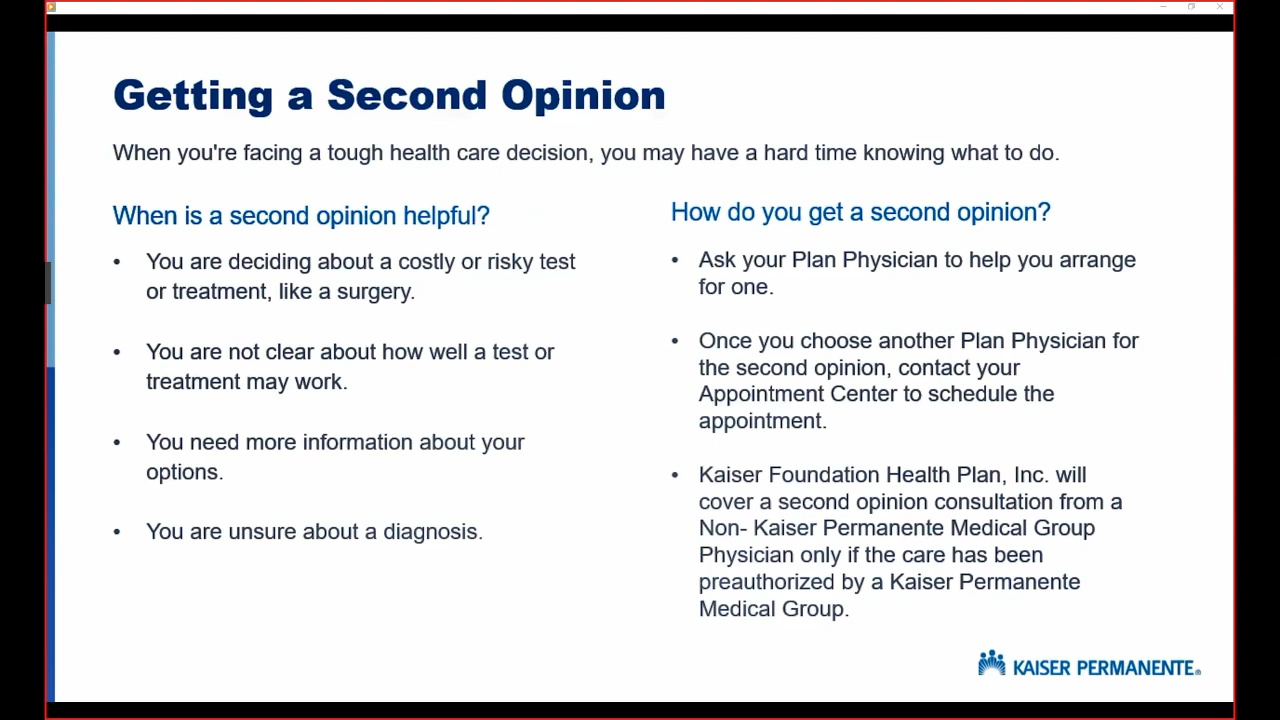 Getting a Second Opinion
When you're facing a tough health care decision, you may have a hard time knowing what to do.
When is a second opinion helpful?
• You are deciding about a costly or risky test
or treatment, like a surgery.
• You are not clear about how well a test or
treatment may work.
• You need more information about your
options.
• You are unsure about a diagnosis.
How do you get a second opinion?
• Ask your Plan Physician to help you arrange
for one.
• Once you choose another Plan Physician for
the second opinion, contact your
Appointment Center to schedule the
appointment.
• Kaiser Foundation Health Plan, Inc. will
cover a second opinion consultation from a
Non- Kaiser Permanente Medical Group
Physician only if the care has been
preauthorized by a Kaiser Permanente
Medical Group.
KAISER PERMANENTE®